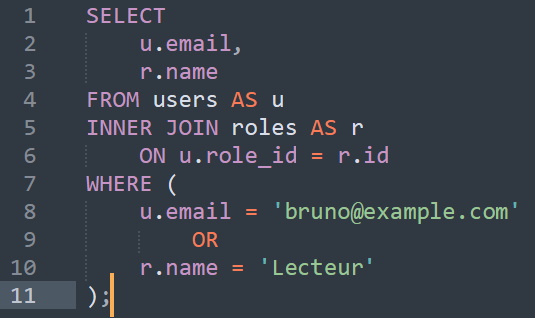 1 SELECT
2 u.email,
3 r.name
4 FROM users AS u
5 INNER JOIN roles AS r
6 ON u.role_id = r.id
7 WHERE (
8 u.email = 'bruno@example.com'
9 OR
10 r.name = 'Lecteur'
11 );